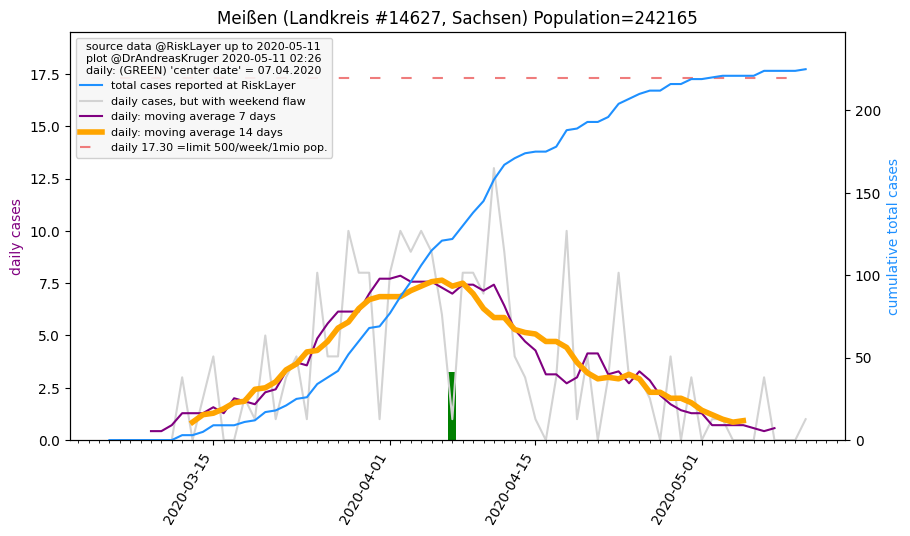 Meißen (Landkreis #14627, Sachsen) Population=242165
source data @RiskLayer up to 2020-05-11
plot @DrAndreasKruger 2020-05-11 02:26
daily: (GREEN) 'center date' = 07.04.2020
total cases reported at RiskLayer
daily cases, but with weekend flaw
daily: moving average 7 days
daily: moving average 14 days
daily 17.30 =limit 500/week/1mio pop.
daily cases
17.5
15.0
12.5
10.0
7.5
5.0
2.5
0.0
200
150
100
50
0
cumulative total cases
2020-03-15
2020-04-01
2020-04-15
2020-05-01